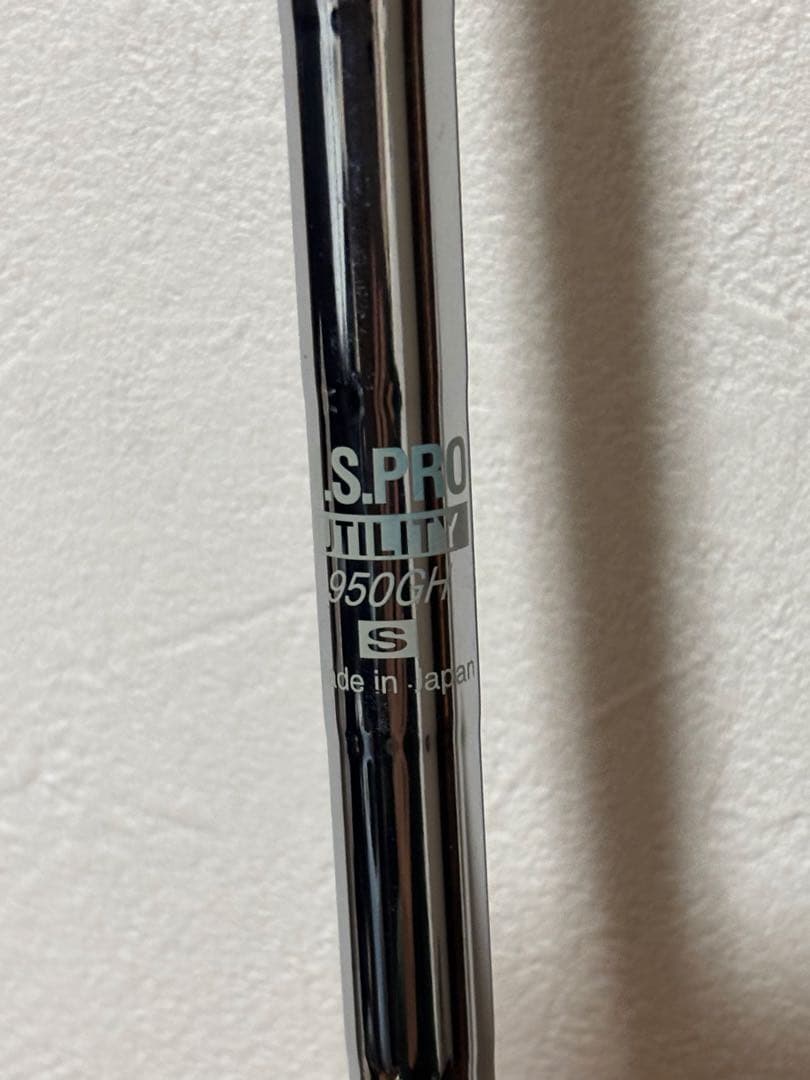 .S.PRO
UTILITY
950GH
S
ade in Japan